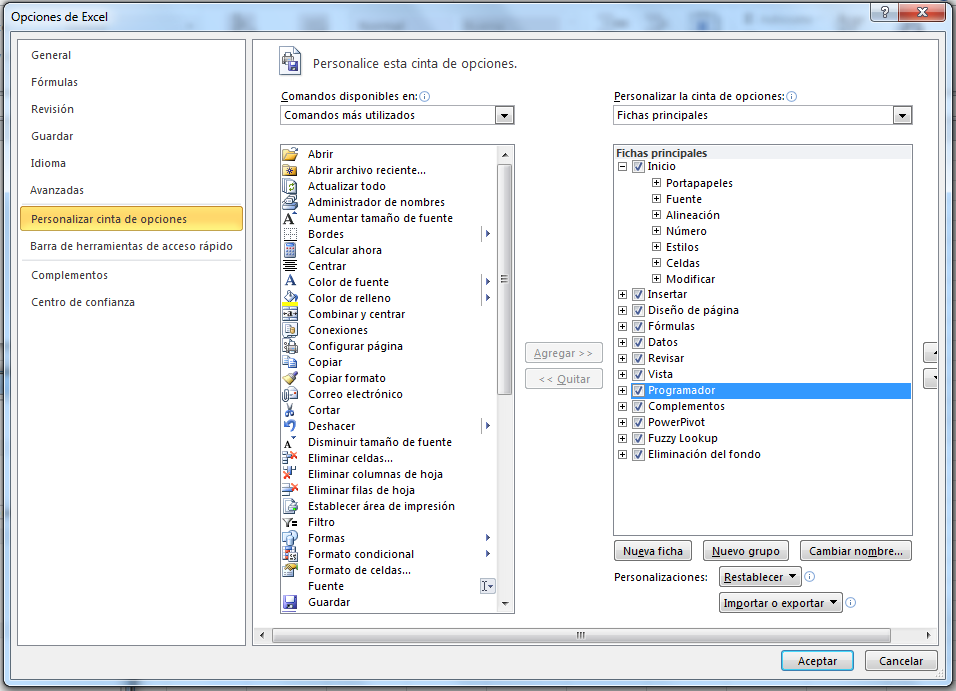 Opciones de Excel
General
Fórmulas
Revisión
Guardar
Idioma
Avanzadas
Personalizar cinta de opciones
Barra de herramientas de acceso rápido
Complementos
Centro de confianza
Personalice esta cinta de opciones.
Comandos disponibles en:
Comandos más utilizados
Abrir
Abrir archivo reciente...
Actualizar todo
Administrador de nombres
Aumentar tamaño de fuente
Bordes
Calcular ahora
Centrar
Color de fuente
Color de relleno
Combinar y centrar
Conexiones
Configurar página
Copiar
Copiar formato
Correo electrónico
Cortar
Deshacer
Disminuir tamaño de fuente
Eliminar celdas...
Eliminar columnas de hoja
Eliminar filas de hoja
Establecer área de impresión
Filtro
Formas
Formato condicional
Formato de celdas...
Fuente
Guardar
Agregar >>
<< Quitar
Personalizar la cinta de opciones:
Fichas principales
Fichas principales
Inicio
Portapapeles
Fuente
Alineación
Número
Estilos
Celdas
Modificar
Insertar
Diseño de página
Fórmulas
Datos
Revisar
Vista
Programador
Complementos
PowerPivot
Fuzzy Lookup
Eliminación del fondo
Nueva ficha
Nuevo grupo
Cambiar nombre...
Personalizaciones:
Restablecer
Importar o exportar
Aceptar
Cancelar